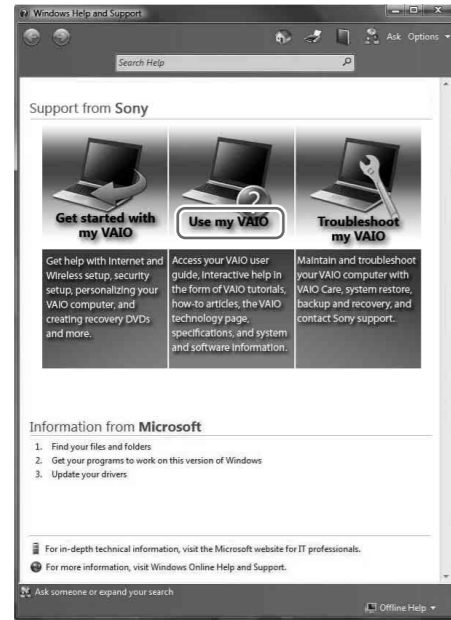 Windows Help and Support
Ask Options
Search Help
Support from Sony
2
Get started with
my VAIO
Use my VAIO
Troubleshoot
my VAIO
Get help with Internet and
Wireless setup, security
setup, personalizing your
VAIO computer, and
creating recovery DVDs
and more.
Access your VAIO user
guide, interactive help in
the form of VAIO tutorials,
how-to articles, the VAIO
technology page,
specifications, and system
and software information.
Maintain and troubleshoot
your VAIO computer with
VAIO Care, system restore,
backup and recovery, and
contact Sony support.
Information from Microsoft
1. Find your files and folders
2. Get your programs to work on this version of Windows
3. Update your drivers
For in-depth technical information, visit the Microsoft website for IT professionals.
For more information, visit Windows Online Help and Support.
Ask someone or expand your search
Offline Help